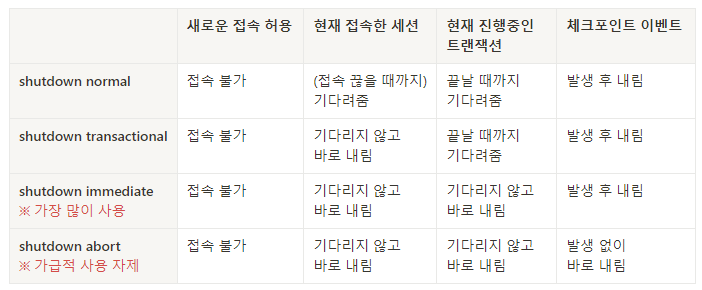 새로운 접속 허용 현재 접속한 세션 현재 진행중인 체크포인트 이벤트
트랜잭션
shutdown normal 접속 불가 (접속 끊을 때까지) 끝날 때까지 발생 후 내림
기다려줌 기다려줌
shutdown transactional 접속 불가 기다리지 않고 끝날 때까지 발생 후 내림
바로 내림 기다려줌
shutdown immediate 접속 불가 기다리지 않고 기다리지 않고 발생 후 내림
※ 가장 많이 사용 바로 내림 바로 내림
shutdown abort 접속 불가 기다리지 않고 기다리지 않고 발생 없이
※ 가급적 사용 자제 바로 내림 바로 내림 바로 내림